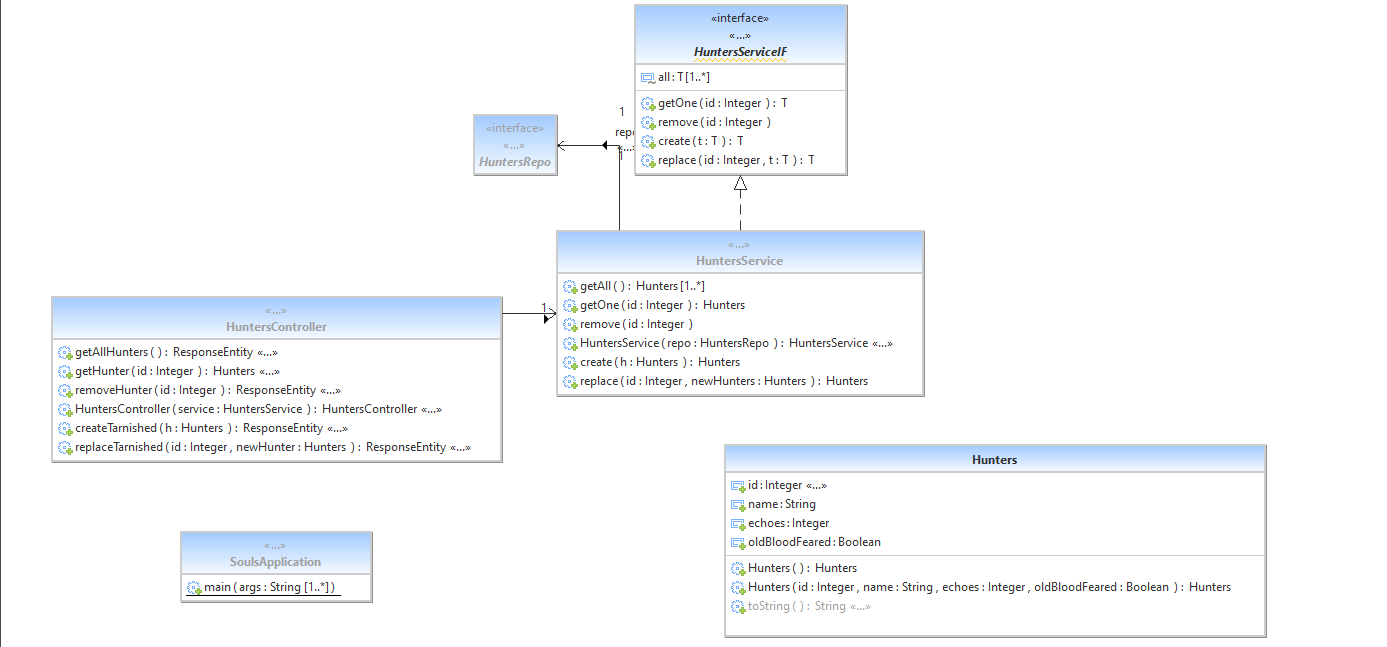 «interface»
«...»
HuntersServiceIF
all : T [1..*]
getOne ( id : Integer ) : T
remove ( id : Integer )
create ( t : T ) : T
replace ( id : Integer , t : T ) : T
«interface»
«...»
HuntersRepo
1
repo
«...»
1
«...»
HuntersService
getAll ( ) : Hunters [1..*]
getOne ( id : Integer ) : Hunters
remove ( id : Integer )
HuntersService ( repo : HuntersRepo ) : HuntersService «...»
create ( h : Hunters ) : Hunters
replace ( id : Integer , newHunters : Hunters ) : Hunters
1
«...»
HuntersController
getAllHunters ( ) : ResponseEntity «...»
getHunter ( id : Integer ) : Hunters «...»
removeHunter ( id : Integer ) : ResponseEntity «...»
HuntersController ( service : HuntersService ) : HuntersController «...»
createTarnished ( h : Hunters ) : ResponseEntity «...»
replaceTarnished ( id : Integer , newHunter : Hunters ) : ResponseEntity «...»
Hunters
id : Integer «...»
name : String
echoes : Integer
oldBloodFeared : Boolean
Hunters ( ) : Hunters
Hunters ( id : Integer , name : String , echoes : Integer , oldBloodFeared : Boolean ) : Hunters
toString ( ) : String «...»
«...»
SoulsApplication
main ( args : String [1..*] )